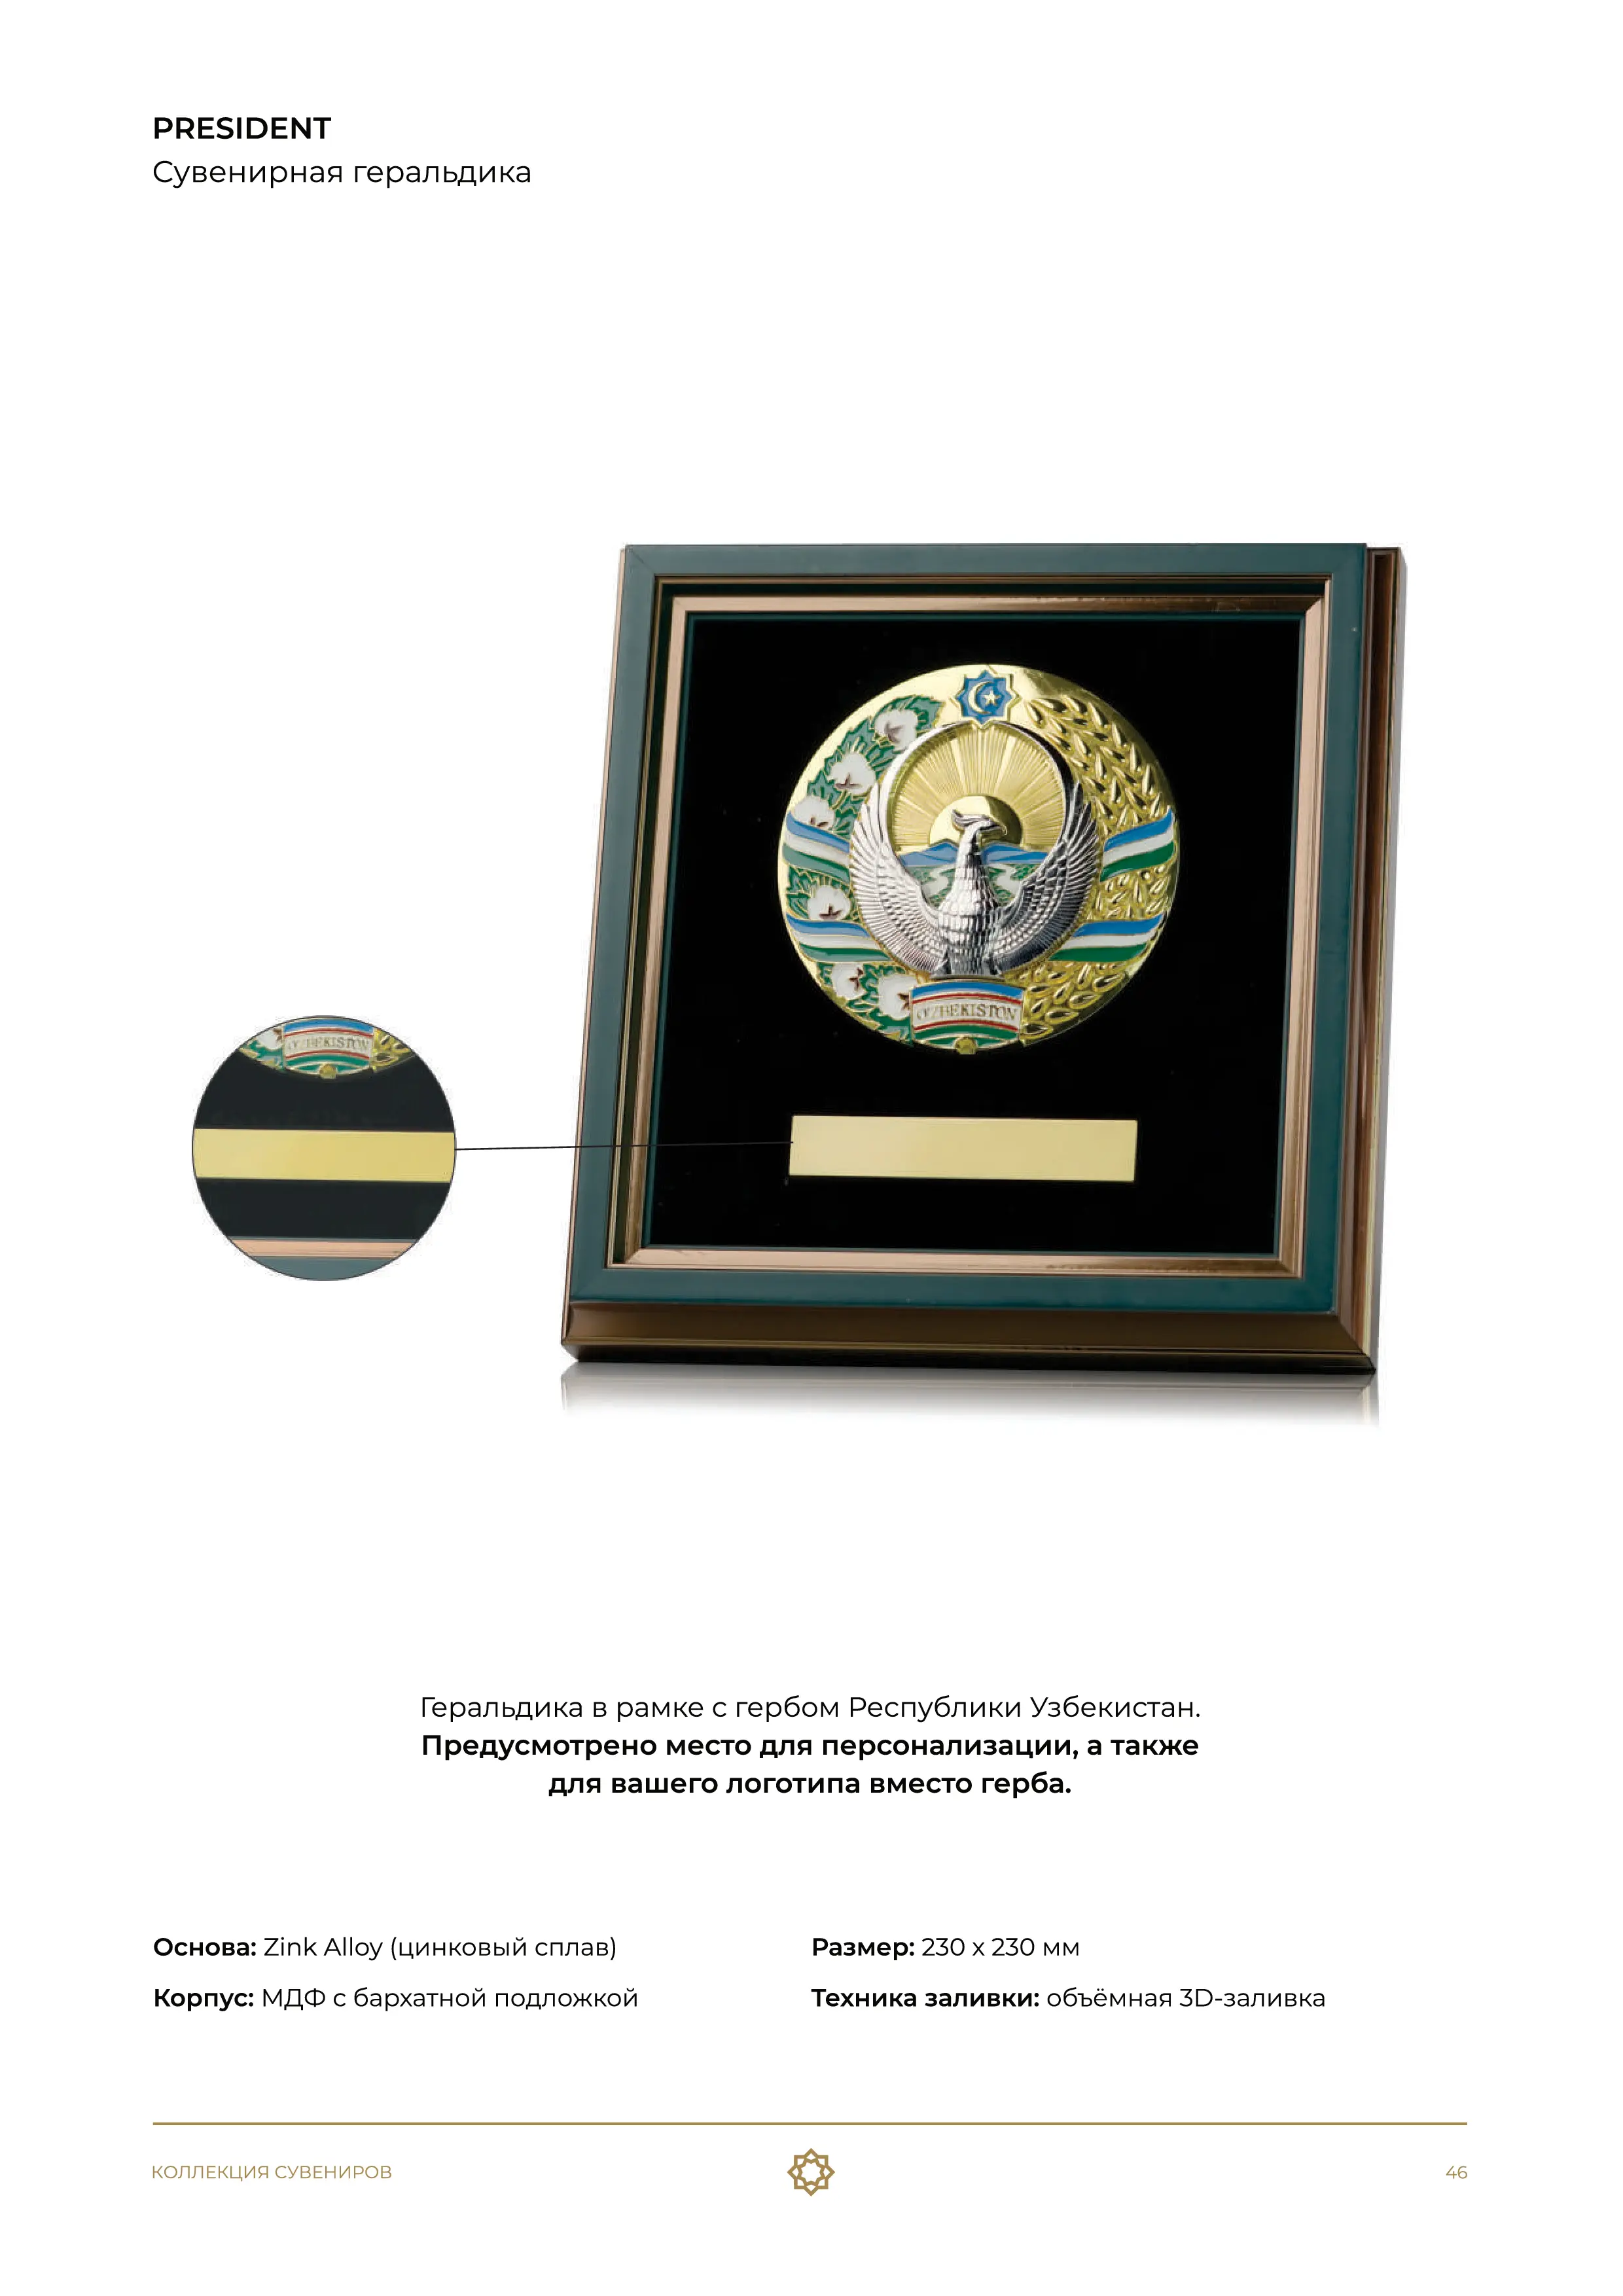 PRESIDENT
Сувенирная геральдика
O‘ZBEKISTON
O‘ZBEKISTON
Геральдика в рамке с гербом Республики Узбекистан.
Предусмотрено место для персонализации, а также
для вашего логотипа вместо герба.
Основа: Zink Alloy (цинковый сплав)
Размер: 230 x 230 мм
Корпус: МДФ с бархатной подложкой
Техника заливки: объёмная 3D-заливка
КОЛЛЕКЦИЯ СУВЕНИРОВ
46